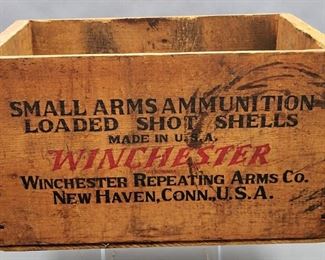 SMALL ARMS AMMUNITION
LOADED SHOT SHELLS
MADE IN U.S.A.
WINCHESTER
WINCHESTER REPEATING ARMS CO.
NEW HAVEN, CONN., U.S.A.